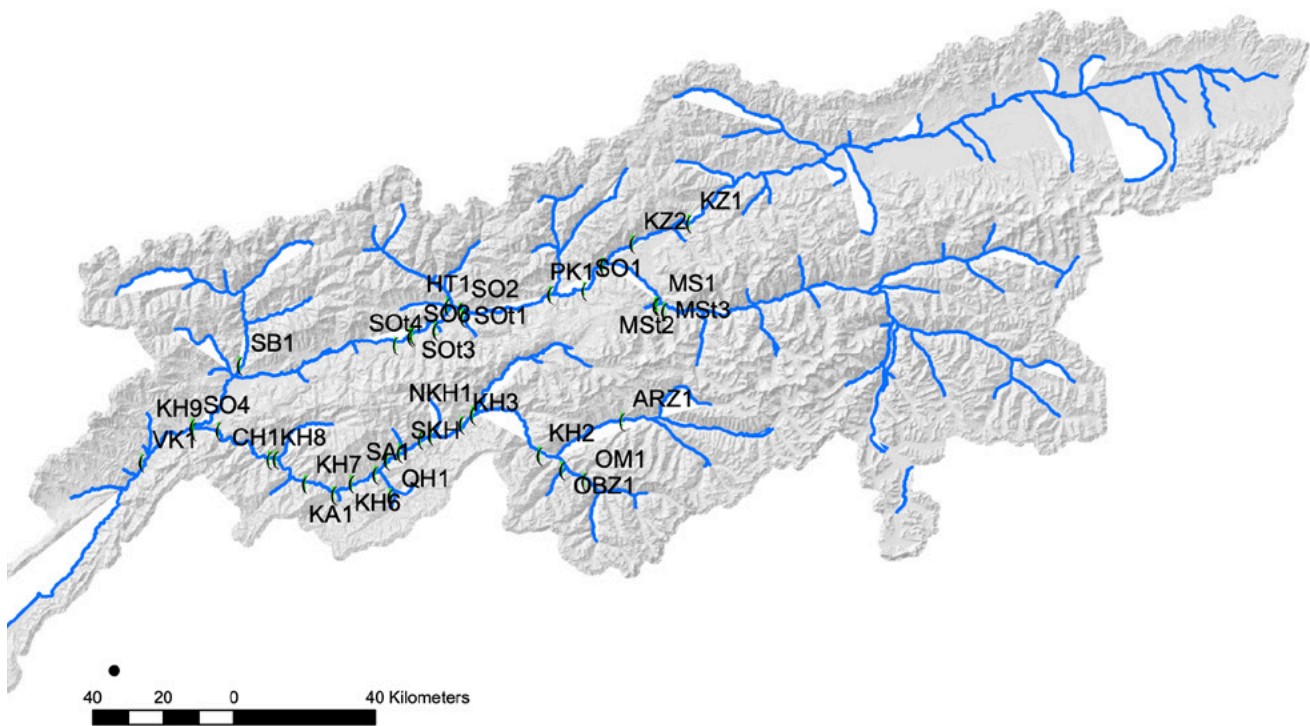 KZ1
KZ2
SO1
PK1
MS1
MSt3
MSt2
HT1
SO2
SOt1
SOt4
SOt3
SB1
KH9
SO4
VK1
CH1
KH8
NKH1
KH3
SKH
ARZ1
KH2
SA1
OM1
OBZ1
KH7
QH1
KH6
KA1
40 20 0 40 Kilometers